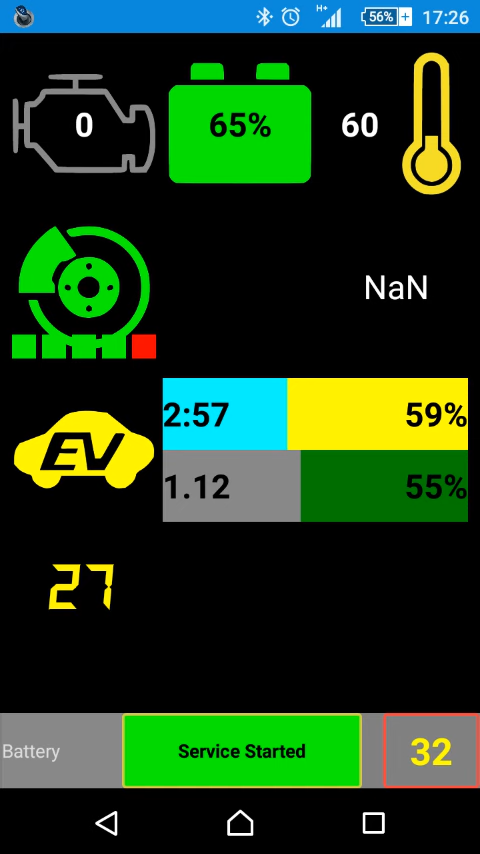 H+ 56% 17:26
0
65%
60
NaN
2:57 59%
EV
1.12 55%
27
Battery
Service Started
32